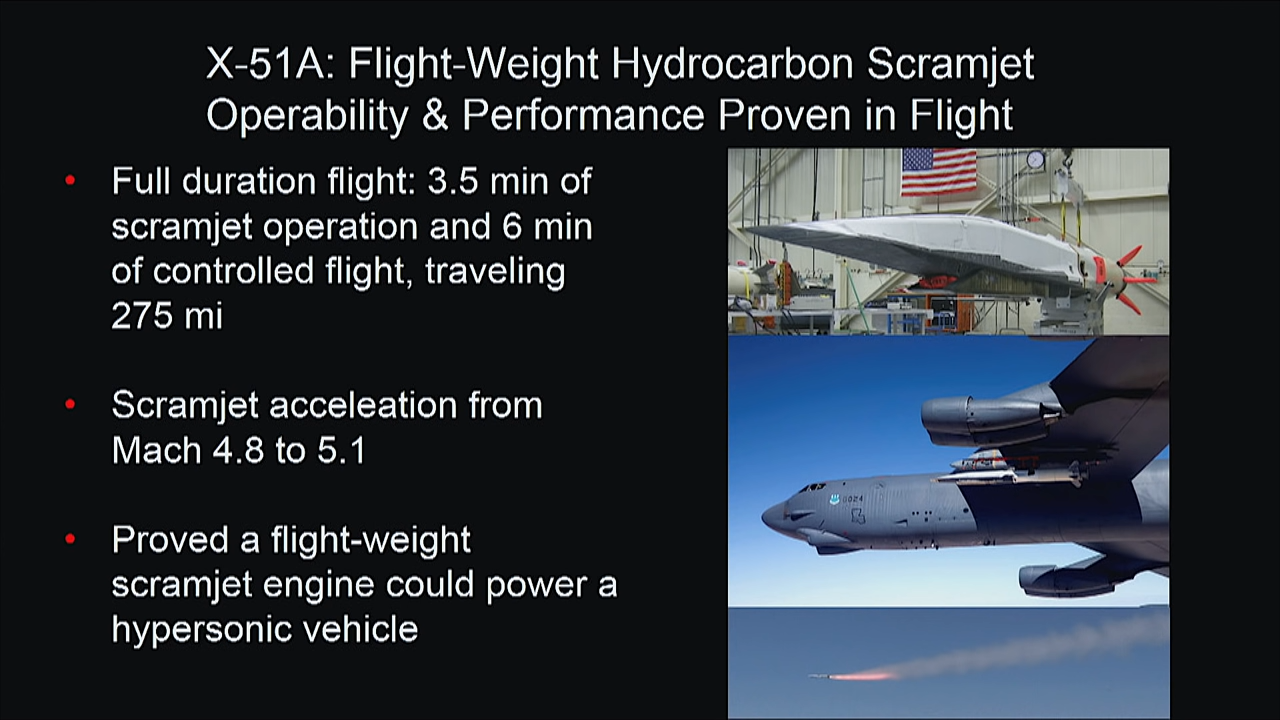 X-51A: Flight-Weight Hydrocarbon Scramjet
Operability & Performance Proven in Flight
• Full duration flight: 3.5 min of
scramjet operation and 6 min
of controlled flight, traveling
275 mi
• Scramjet acceleation from
Mach 4.8 to 5.1
• Proved a flight-weight
scramjet engine could power a
hypersonic vehicle